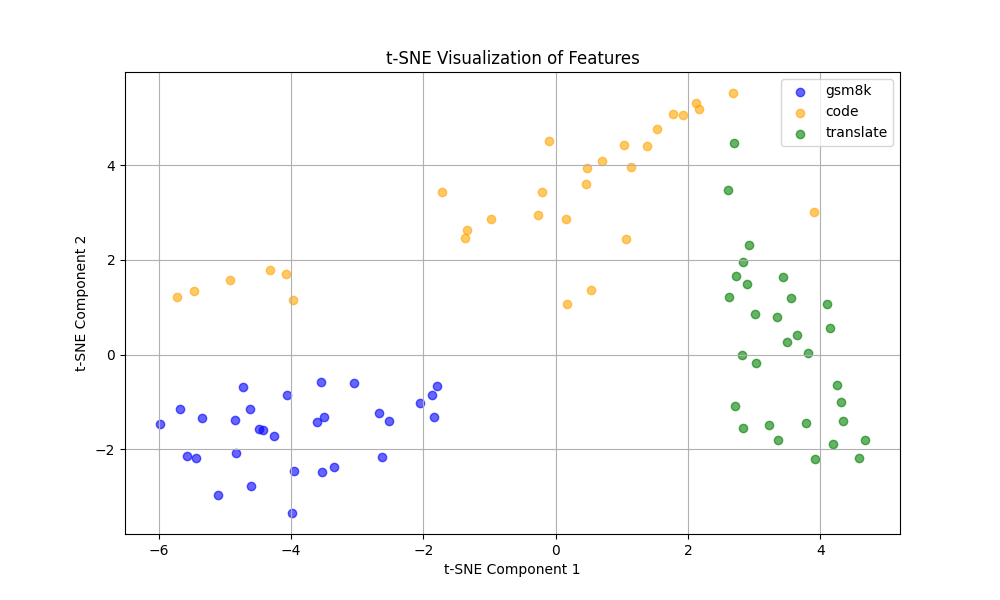 t-SNE Visualization of Features
gsm8k
code
translate
4
2
0
−2
t-SNE Component 2
−6
−4
−2
0
2
4
t-SNE Component 1